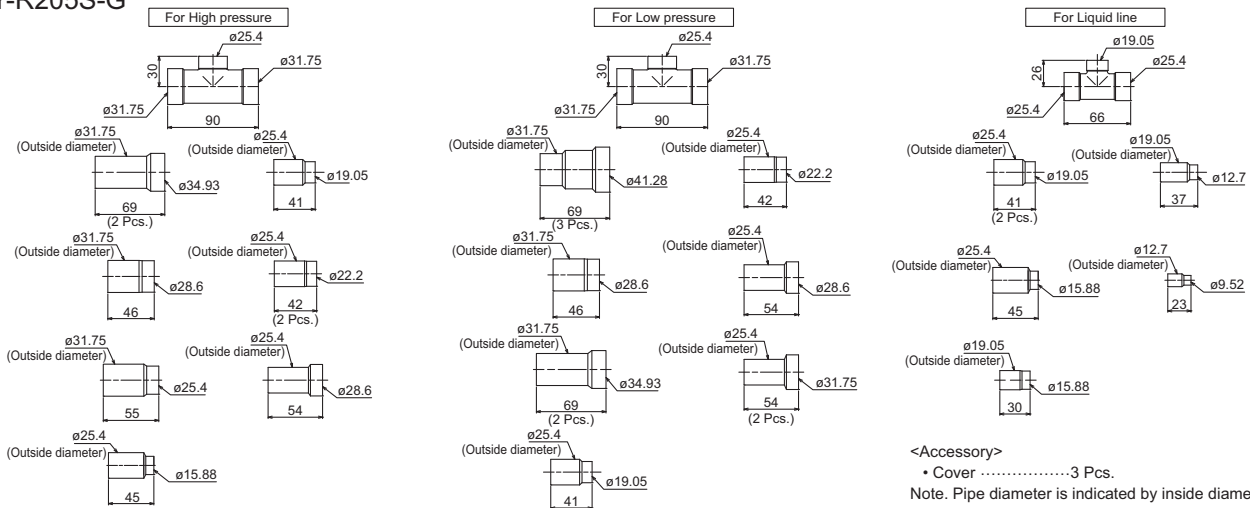 -R205S-G
For High pressure
ø25.4
30
ø31.75
ø31.75
90
ø31.75
(Outside diameter)
ø34.93
69
(2 Pcs.)
ø25.4
(Outside diameter)
ø19.05
41
ø31.75
(Outside diameter)
ø28.6
46
ø25.4
(Outside diameter)
ø22.2
42
(2 Pcs.)
ø31.75
(Outside diameter)
ø25.4
55
ø25.4
(Outside diameter)
ø28.6
54
ø25.4
(Outside diameter)
ø15.88
45
For Low pressure
ø25.4
30
ø31.75
ø31.75
90
ø31.75
(Outside diameter)
ø41.28
69
(3 Pcs.)
ø25.4
(Outside diameter)
ø22.2
42
ø31.75
(Outside diameter)
ø28.6
46
ø25.4
(Outside diameter)
ø28.6
54
ø31.75
(Outside diameter)
ø34.93
69
(2 Pcs.)
ø25.4
(Outside diameter)
ø31.75
54
(2 Pcs.)
ø25.4
(Outside diameter)
ø19.05
41
For Liquid line
ø19.05
26
ø25.4
ø25.4
66
ø25.4
(Outside diameter)
ø19.05
41
(2 Pcs.)
ø19.05
(Outside diameter)
ø12.7
37
ø25.4
(Outside diameter)
ø15.88
45
ø12.7
(Outside diameter)
ø9.52
23
ø19.05
(Outside diameter)
ø15.88
30
<Accessory>
• Cover ················3 Pcs.
Note. Pipe diameter is indicated by inside diame